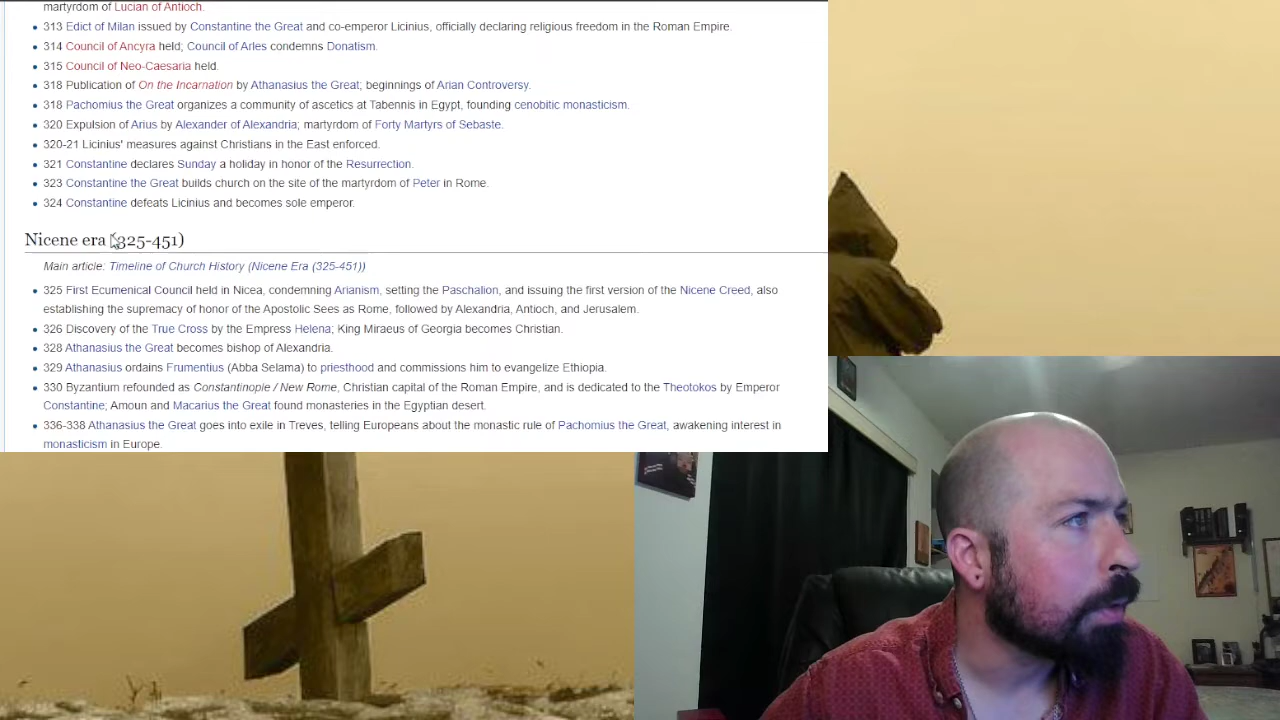 martyrdom of Lucian of Antioch.
313 Edict of Milan issued by Constantine the Great and co-emperor Licinius, officially declaring religious freedom in the Roman Empire.
314 Council of Ancyra held; Council of Arles condemns Donatism.
315 Council of Neo-Caesaria held.
318 Publication of On the Incarnation by Athanasius the Great; beginnings of Arian Controversy.
318 Pachomius the Great organizes a community of ascetics at Tabennis in Egypt, founding cenobitic monasticism.
320 Expulsion of Arius by Alexander of Alexandria; martyrdom of Forty Martyrs of Sebaste.
320-21 Licinius' measures against Christians in the East enforced.
321 Constantine declares Sunday a holiday in honor of the Resurrection.
323 Constantine the Great builds church on the site of the martyrdom of Peter in Rome.
324 Constantine defeats Licinius and becomes sole emperor.
Nicene era (325-451)
Main article: Timeline of Church History (Nicene Era (325-451))
325 First Ecumenical Council held in Nicea, condemning Arianism, setting the Paschalion, and issuing the first version of the Nicene Creed, also
establishing the supremacy of honor of the Apostolic Sees as Rome, followed by Alexandria, Antioch, and Jerusalem.
326 Discovery of the True Cross by the Empress Helena; King Miraeus of Georgia becomes Christian.
328 Athanasius the Great becomes bishop of Alexandria.
329 Athanasius ordains Frumentius (Abba Selama) to priesthood and commissions him to evangelize Ethiopia.
330 Byzantium refounded as Constantinople / New Rome, Christian capital of the Roman Empire, and is dedicated to the Theotokos by Emperor
Constantine; Amoun and Macarius the Great found monasteries in the Egyptian desert.
336-338 Athanasius the Great goes into exile in Treves, telling Europeans about the monastic rule of Pachomius the Great, awakening interest in
monasticism in Europe.